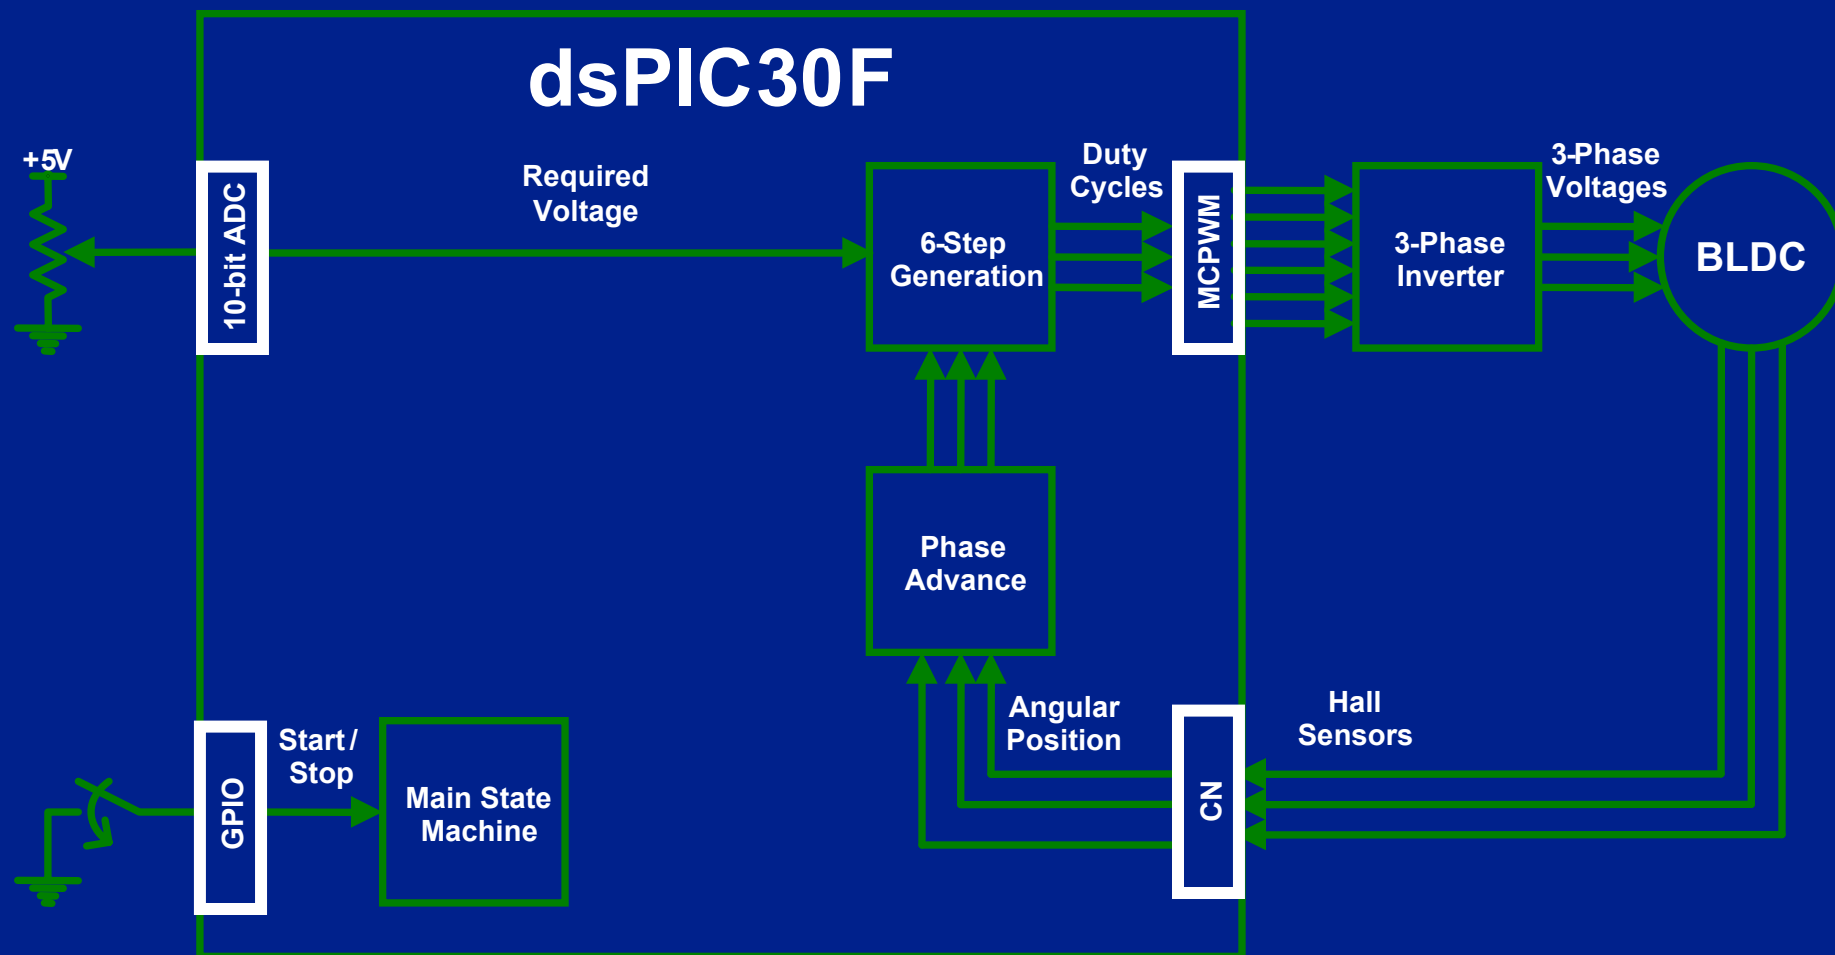 dsPIC30F
+5V
10-bit ADC
Required
Voltage
6-Step
Generation
Duty
Cycles
MCPWM
3-Phase
Inverter
3-Phase
Voltages
BLDC
Phase
Advance
Angular
Position
CN
Hall
Sensors
GPIO
Start /
Stop
Main State
Machine